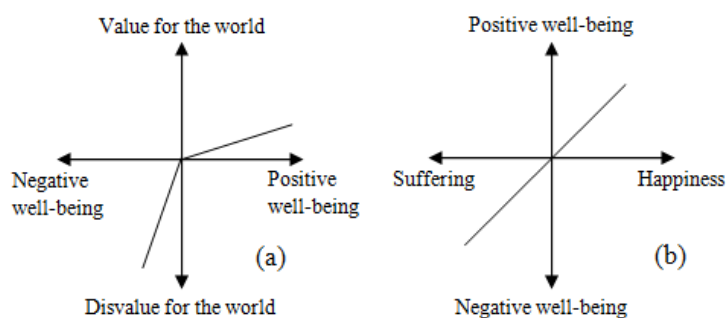 Value for the world
Negative
well-being
Positive
well-being
(a)
Disvalue for the world
Positive well-being
Suffering
Happiness
(b)
Negative well-being